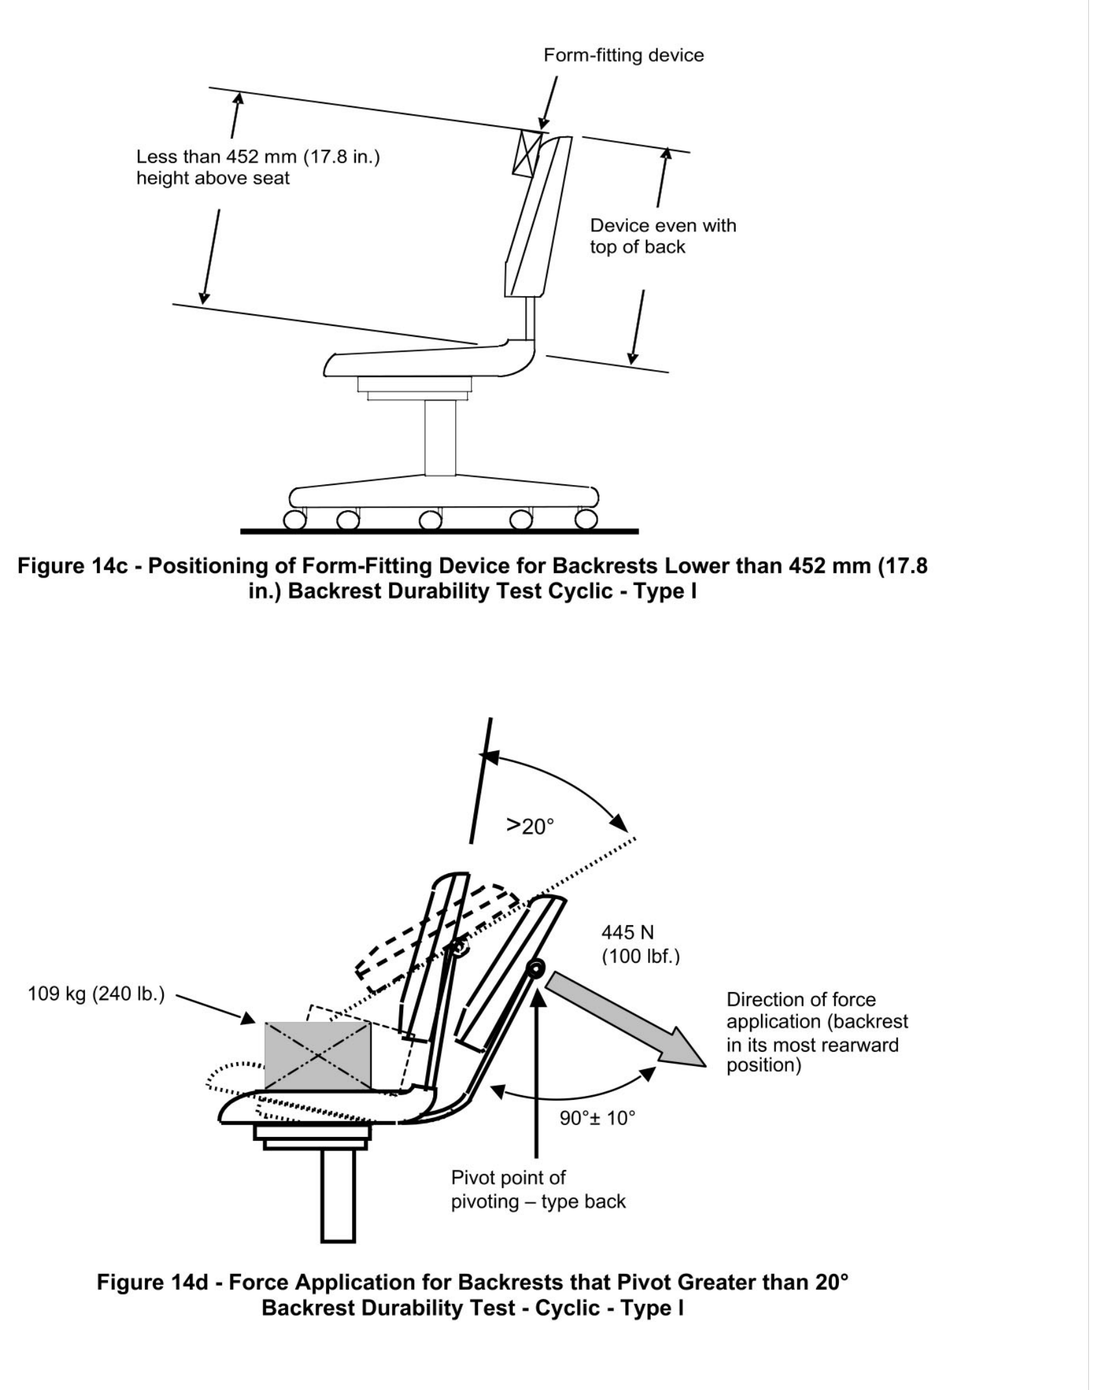 Form-fitting device
Less than 452 mm (17.8 in.)
height above seat
Device even with
top of back
Figure 14c - Positioning of Form-Fitting Device for Backrests Lower than 452 mm (17.8
in.) Backrest Durability Test Cyclic - Type I
>20°
445 N
(100 lbf.)
109 kg (240 lb.)
Direction of force
application (backrest
in its most rearward
position)
90°± 10°
Pivot point of
pivoting – type back
Figure 14d - Force Application for Backrests that Pivot Greater than 20°
Backrest Durability Test - Cyclic - Type I